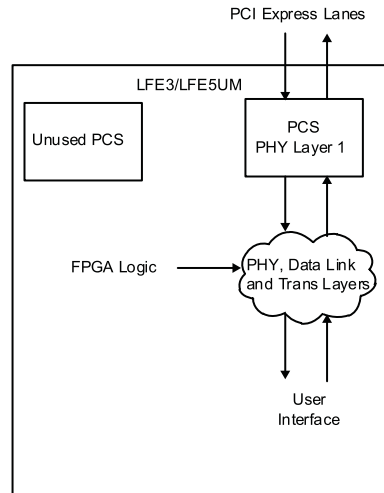 PCI Express Lanes
LFE3/LFE5UM
Unused PCS
PCS
PHY Layer 1
FPGA Logic
PHY, Data Link
and Trans Layers
User
Interface